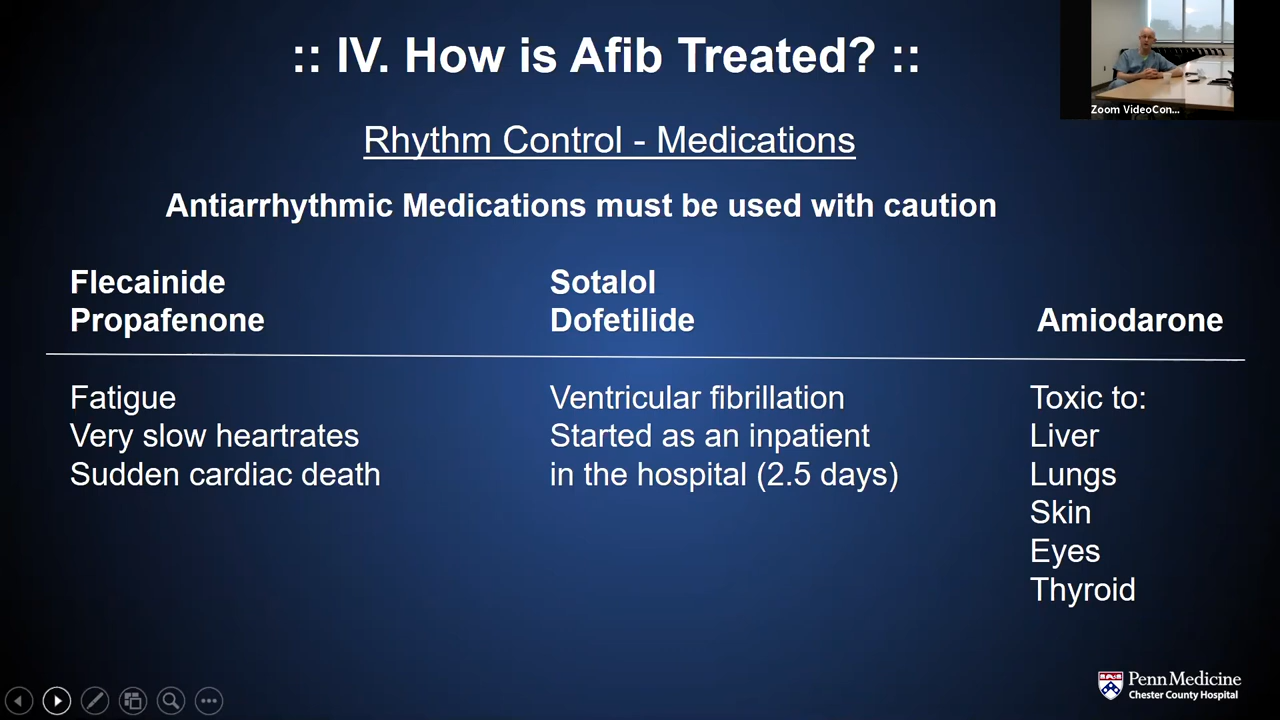 :: IV. How is Afib Treated? ::
Zoom VideoCon...
Rhythm Control - Medications
Antiarrhythmic Medications must be used with caution
Flecainide
Propafenone
Sotalol
Dofetilide
Amiodarone
Fatigue
Very slow heartrates
Sudden cardiac death
Ventricular fibrillation
Started as an inpatient
in the hospital (2.5 days)
Toxic to:
Liver
Lungs
Skin
Eyes
Thyroid
Penn Medicine
Chester County Hospital